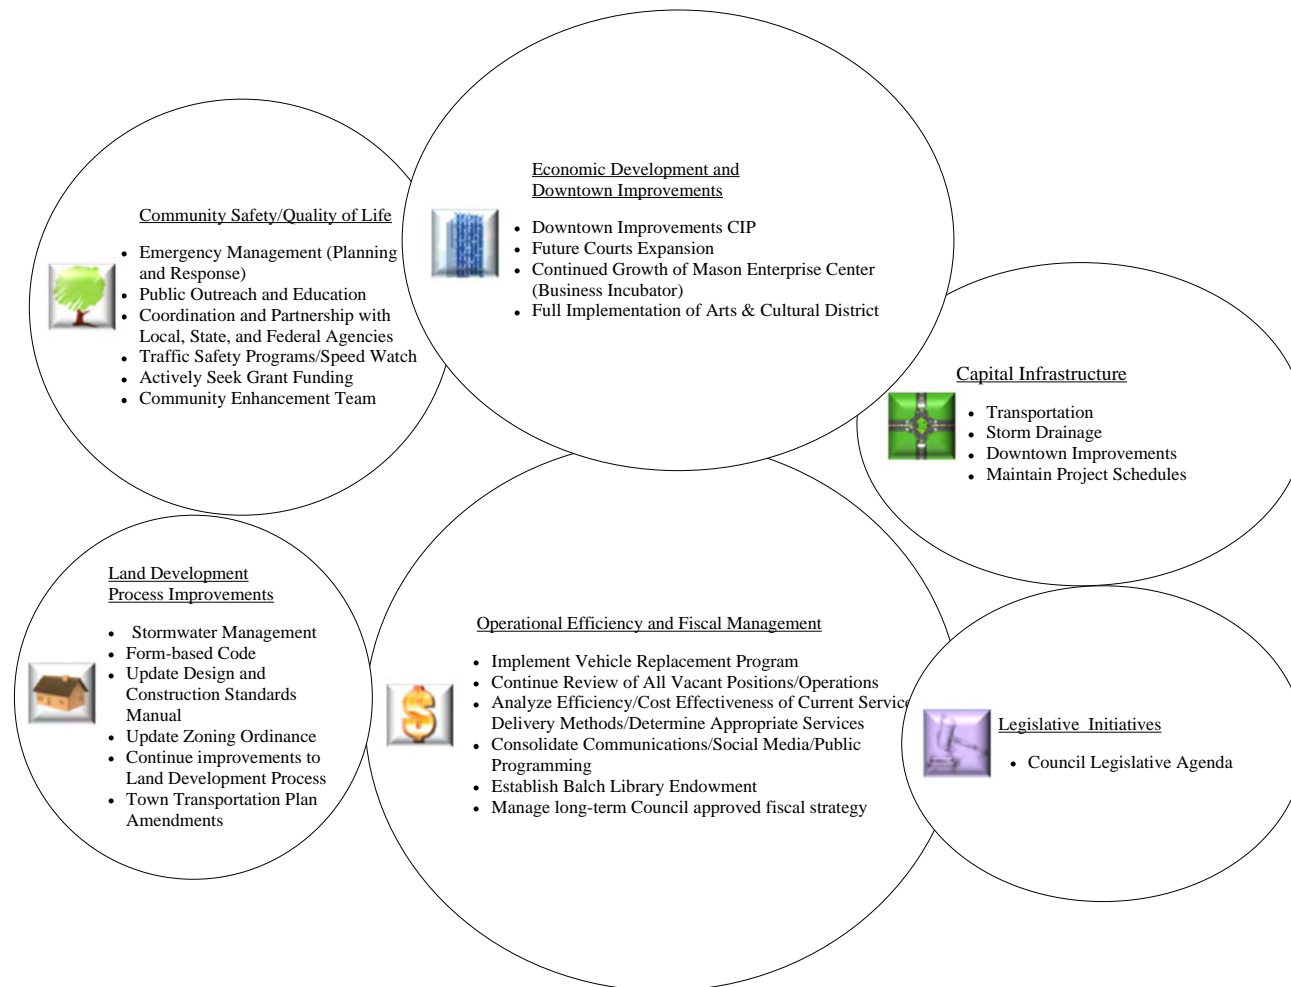 Economic Development and
Downtown Improvements
• Downtown Improvements CIP
• Future Courts Expansion
• Continued Growth of Mason Enterprise Center
(Business Incubator)
• Full Implementation of Arts & Cultural District
Community Safety/Quality of Life
• Emergency Management (Planning
and Response)
• Public Outreach and Education
• Coordination and Partnership with
Local, State, and Federal Agencies
• Traffic Safety Programs/Speed Watch
• Actively Seek Grant Funding
• Community Enhancement Team
Capital Infrastructure
• Transportation
• Storm Drainage
• Downtown Improvements
• Maintain Project Schedules
Land Development
Process Improvements
• Stormwater Management
• Form-based Code
• Update Design and
Construction Standards
Manual
• Update Zoning Ordinance
• Continue improvements to
Land Development Process
• Town Transportation Plan
Amendments
Operational Efficiency and Fiscal Management
• Implement Vehicle Replacement Program
• Continue Review of All Vacant Positions/Operations
• Analyze Efficiency/Cost Effectiveness of Current Service
Delivery Methods/Determine Appropriate Services
• Consolidate Communications/Social Media/Public
Programming
• Establish Balch Library Endowment
• Manage long-term Council approved fiscal strategy
Legislative Initiatives
• Council Legislative Agenda